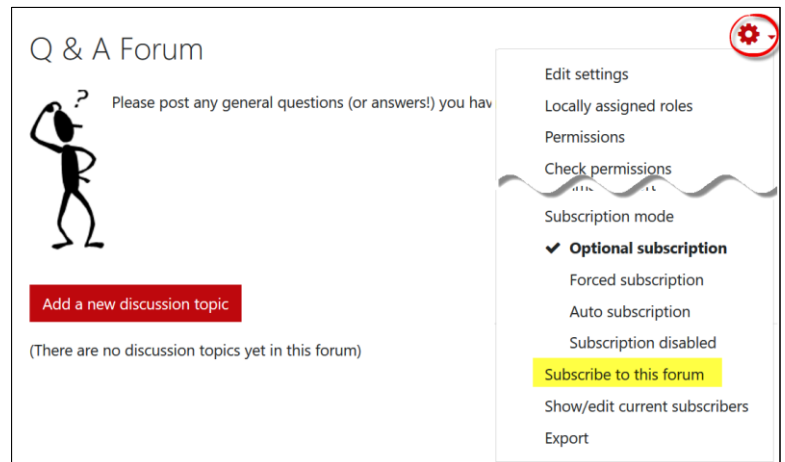 Q & A Forum
?
Please post any general questions (or answers!) you hav
Add a new discussion topic
(There are no discussion topics yet in this forum)
Edit settings
Locally assigned roles
Permissions
Check permissions
Subscription mode
✔ Optional subscription
Forced subscription
Auto subscription
Subscription disabled
Subscribe to this forum
Show/edit current subscribers
Export